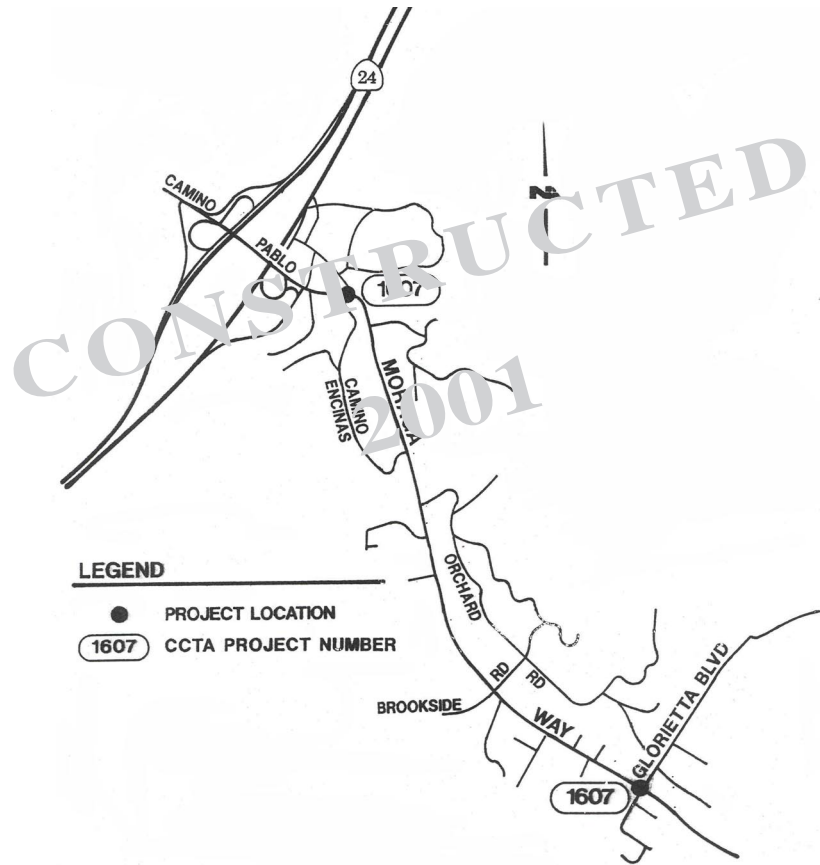 24
CAMINO
PABLO
N
CONSTRUCTED
2001
1607
MORAGA
CAMINO
ENCINAS
LEGEND
PROJECT LOCATION
1607 CCTA PROJECT NUMBER
ORCHARD
RD
RD
BROOKSIDE
WAY
GLORIETTA BLVD
1607